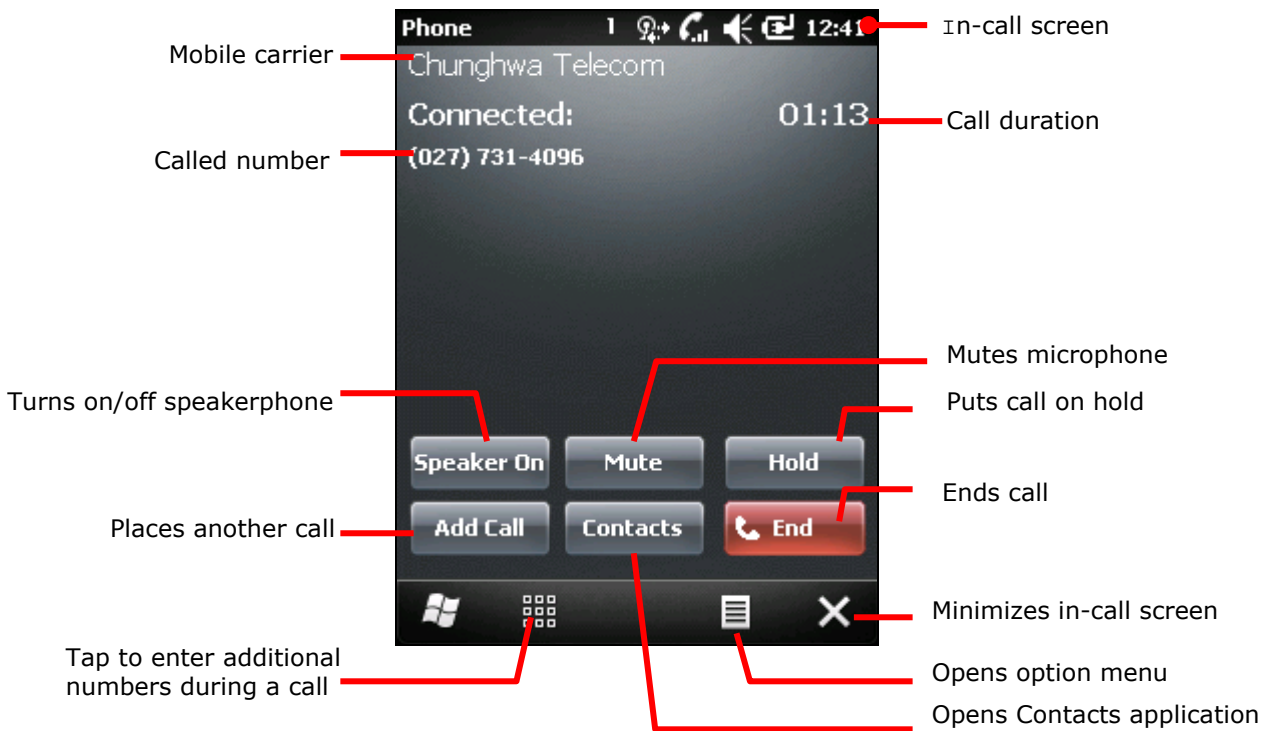 Phone 1 12:41
In-call screen
Mobile carrier
Chunghwa Telecom
Connected: 01:13
Call duration
Called number
(027) 731-4096
Mutes microphone
Turns on/off speakerphone
Puts call on hold
Speaker On Mute Hold
Ends call
Places another call
Add Call Contacts End
Minimizes in-call screen
Tap to enter additional
numbers during a call
Opens option menu
Opens Contacts application